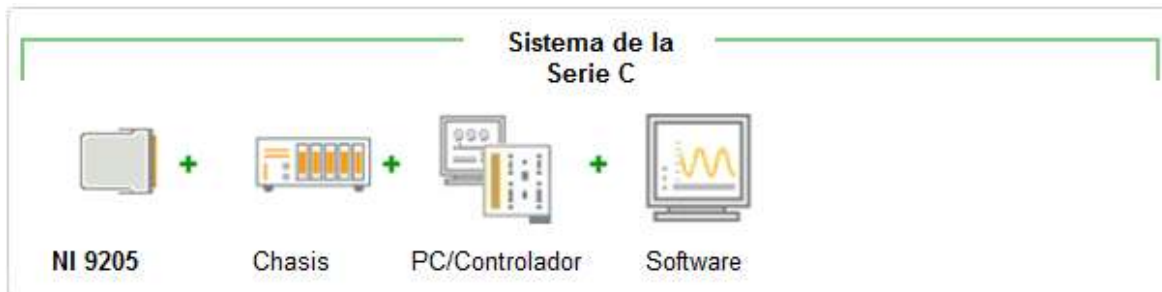 Sistema de la
Serie C
NI 9205 Chasis PC/Controlador Software